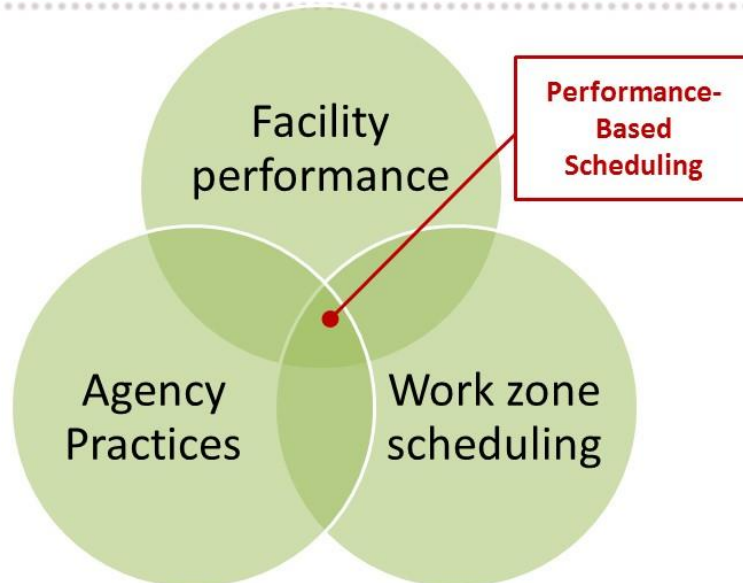 Facility
performance
Performance-
Based
Scheduling
Agency
Practices
Work zone
scheduling